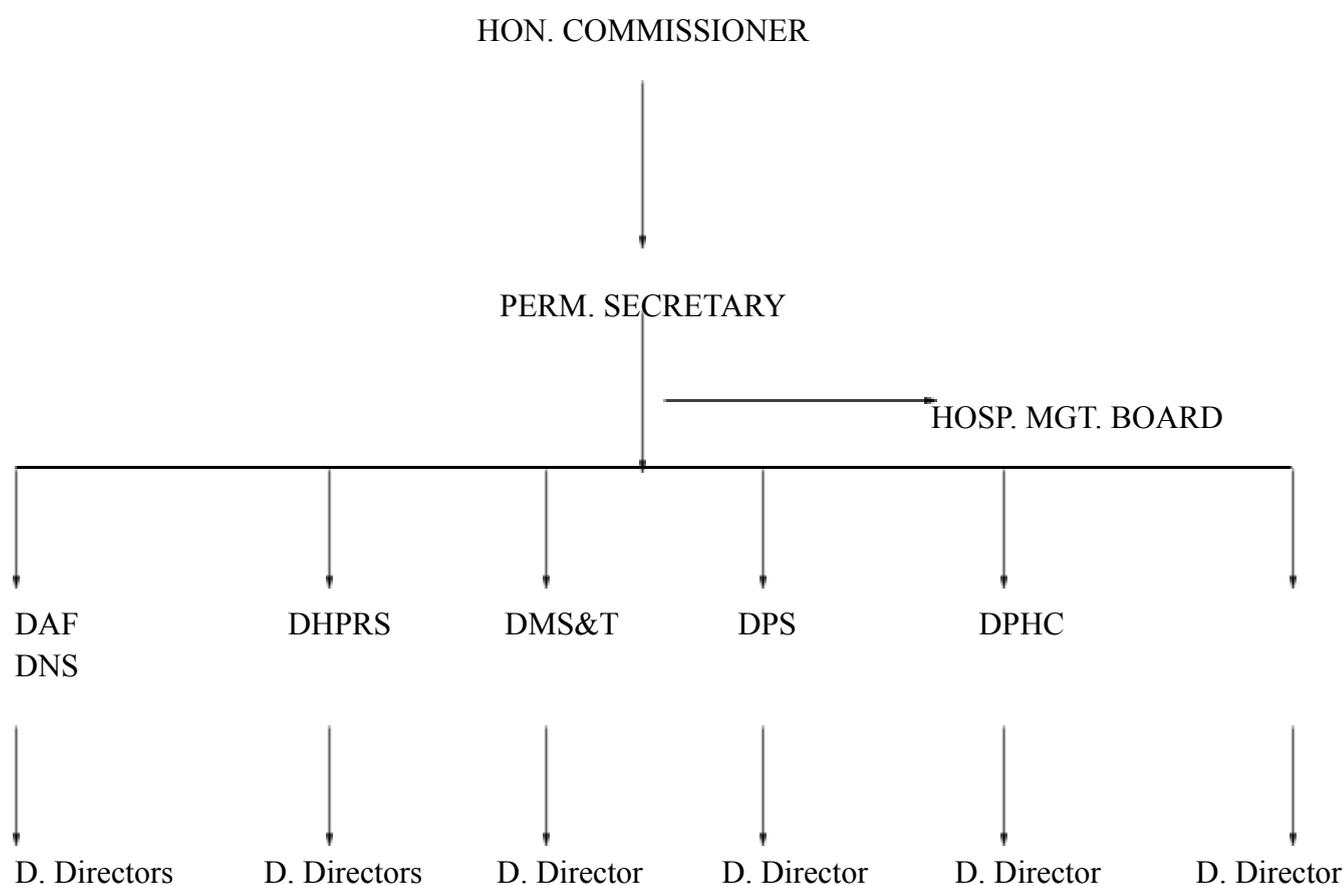 HON. COMMISSIONER
PERM. SECRETARY
HOSP. MGT. BOARD
DAF DHPRS DMS&T DPS DPHC
DNS
D. Directors D. Directors D. Director D. Director D. Director D. Director